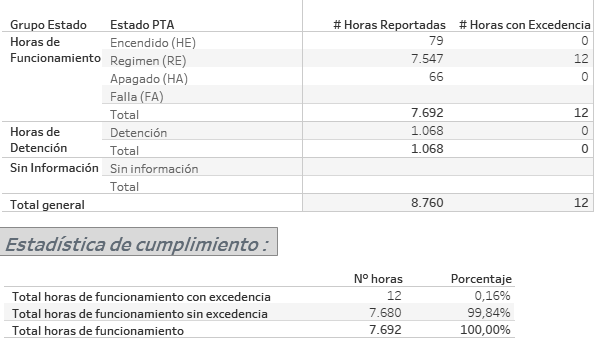 Grupo Estado Estado PTA # Horas Reportadas # Horas con Excedencia
Horas de Funcionamiento Encendido (HE) 79 0
Regimen (RE) 7.547 12
Apagado (HA) 66 0
Falla (FA)
Total 7.692 12
Horas de Detención Detención 1.068 0
Total 1.068 0
Sin Información Sin información
Total
Total general 8.760 12
Estadística de cumplimiento :
Nº horas Porcentaje
Total horas de funcionamiento con excedencia 12 0,16%
Total horas de funcionamiento sin excedencia 7.680 99,84%
Total horas de funcionamiento 7.692 100,00%